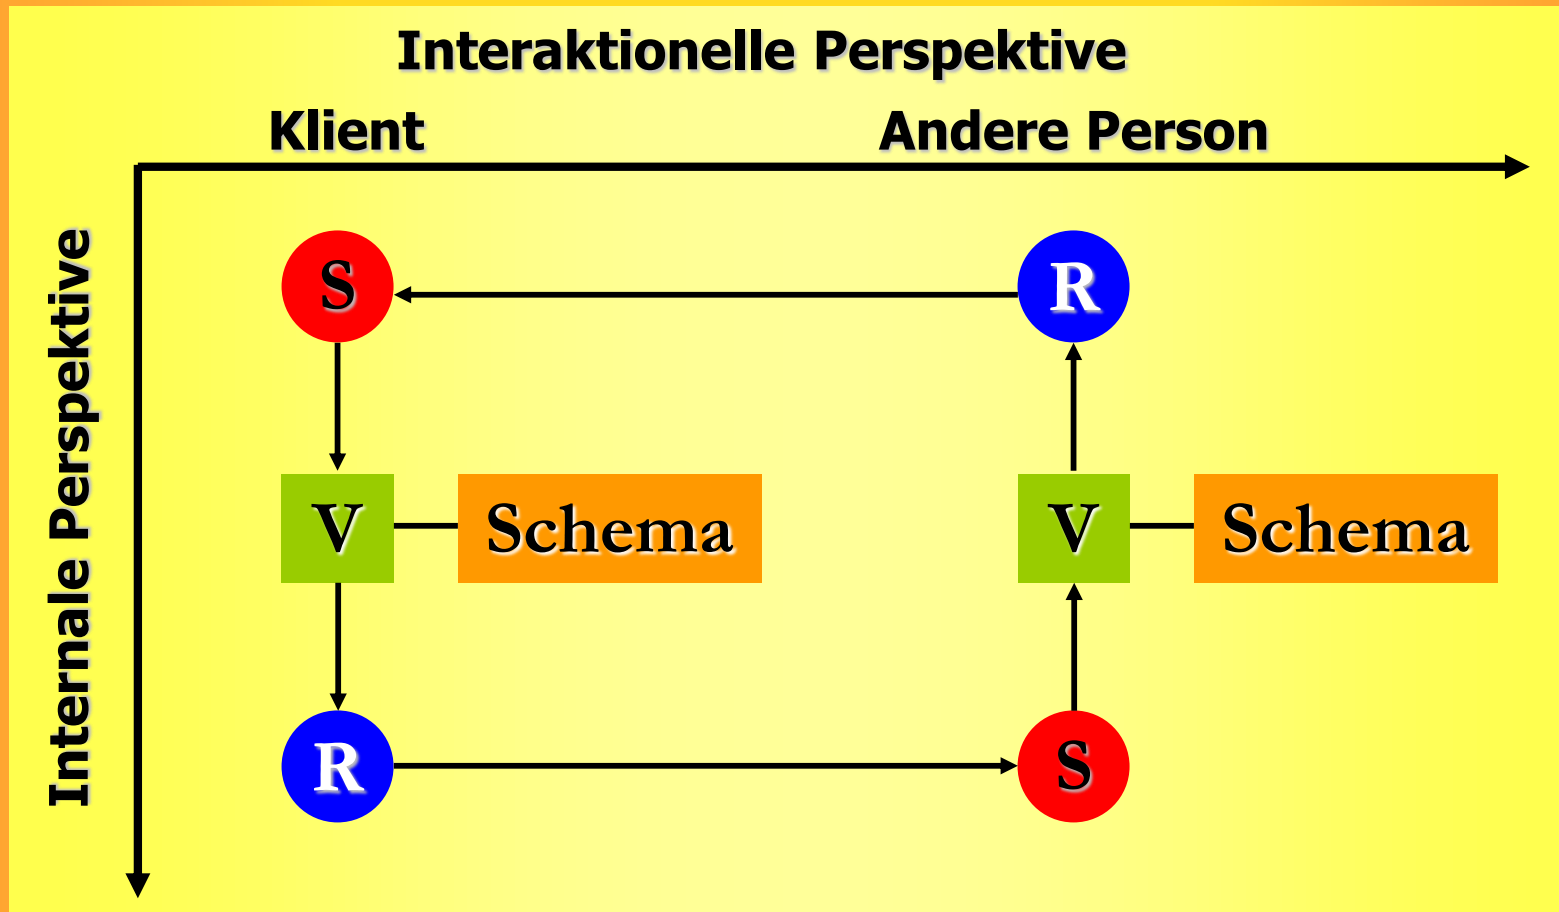 Interaktionelle Perspektive
Klient
Andere Person
Internale Perspektive
S
R
V
Schema
V
Schema
R
S